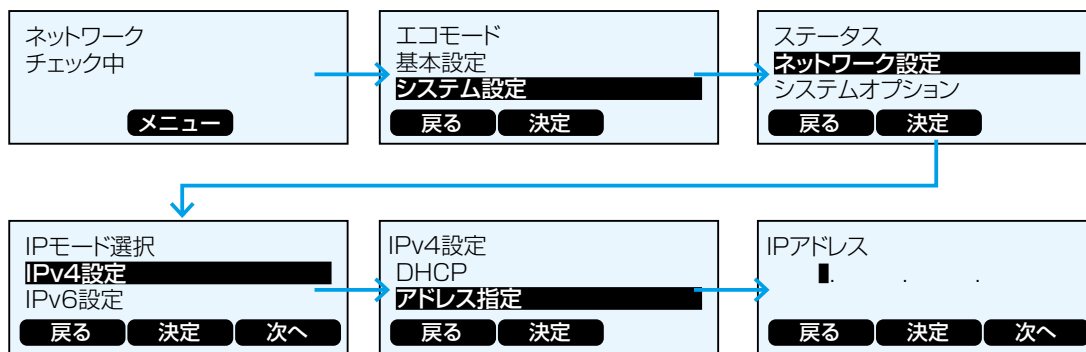 ネットワーク
チェック中
メニュー
エコモード
基本設定
システム設定
戻る 決定
ステータス
ネットワーク設定
システムオプション
戻る 決定
IPモード選択
IPv4設定
IPv6設定
戻る 決定 次へ
IPv4設定
DHCP
アドレス指定
戻る 決定
IPアドレス
. . .
戻る 決定 次へ